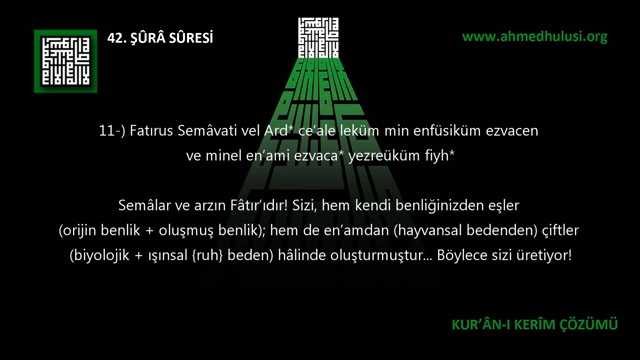 42. ŞÛRÂ SÛRESİ
www.ahmedhulusi.org
11-) Fatırus Semâvati vel Ard* ce'ale leküm min enfüsiküm ezvacen
ve minel en'ami ezvaca* yezreüküm fiyh*
Semâlar ve arzın Fâtır'ıdır! Sizi, hem kendi benliğinizden eşler
(orijin benlik + oluşmuş benlik); hem de en'amdan (hayvansal bedenden) çiftler
(biyolojik + ışınsal {ruh} beden) hâlinde oluşturmuştur... Böylece sizi üretiyor!
KUR'ÂN-I KERÎM ÇÖZÜMÜ